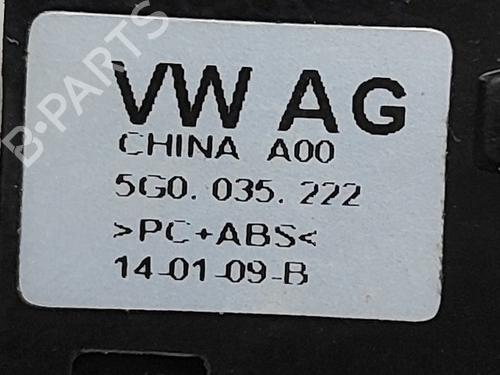 VW AG
CHINA A00
5G0. 035. 222
>PC+ABS<
14-01-09-B
B-PARTS